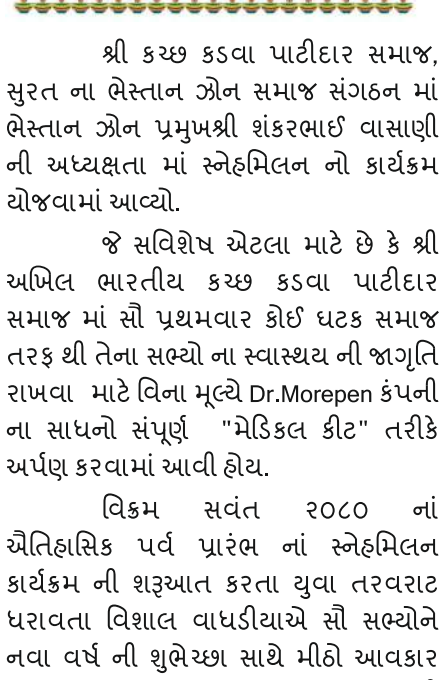 શ્રી કચ્છ કડવા પાટીદાર સમાજ,
સુરત ના ભેસ્તાન ઝોન સમાજ સંગઠન માં
ભેસ્તાન ઝોન પ્રમુખશ્રી શંકરભાઈ વાસાણી
ની અધ્યક્ષતા માં સ્નેહમિલન નો કાર્યક્રમ
યોજવામાં આવ્યો.
જે સવિશેષ એટલા માટે છે કે શ્રી
અખિલ ભારતીય કચ્છ કડવા પાટીદાર
સમાજ માં સૌ પ્રથમવાર કોઈ ઘટક સમાજ
તરફ થી તેના સભ્યો ના સ્વાસ્થય ની જાગૃતિ
રાખવા માટે વિના મૂલ્યે Dr.Morepen કંપની
ના સાધનો સંપૂર્ણ "મેડિકલ કીટ" તરીકે
અર્પણ કરવામાં આવી હોય.
વિક્રમ સવંત ૨૦૮૦ નાં
ઐતિહાસિક પર્વ પ્રારંભ નાં સ્નેહમિલન
કાર્યક્રમ ની શરૂઆત કરતા યુવા તરવરાટ
ધરાવતા વિશાલ વાઘડીયાએ સૌ સભ્યોને
નવા વર્ષ ની શુભેચ્છા સાથે મીઠો આવકાર